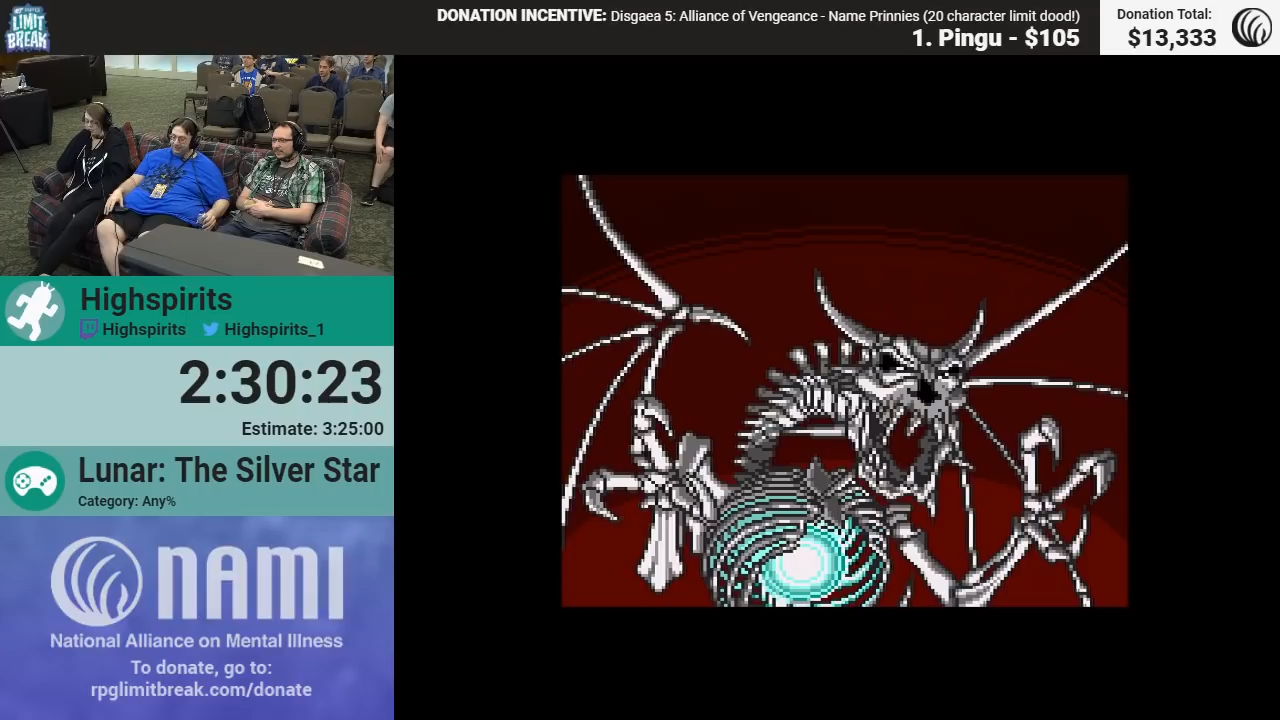 LIMIT
BREAK
DONATION INCENTIVE: Disgaea 5: Alliance of Vengeance - Name Prinnies (20 character limit dood!)
1. Pingu - $105
Donation Total:
$13,333
Highspirits
Highspirits Highspirits_1
2:30:23
Estimate: 3:25:00
Lunar: The Silver Star
Category: Any%
NAMI
National Alliance on Mental Illness
To donate, go to:
rpglimitbreak.com/donate